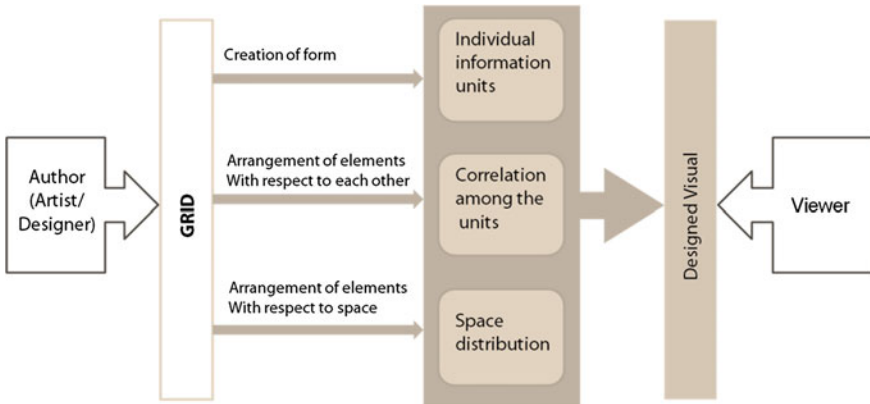 Author
(Artist/
Designer)
GRID
Creation of form
Arrangement of elements
With respect to each other
Arrangement of elements
With respect to space
Individual
information
units
Correlation
among the
units
Space
distribution
Designed Visual
Viewer